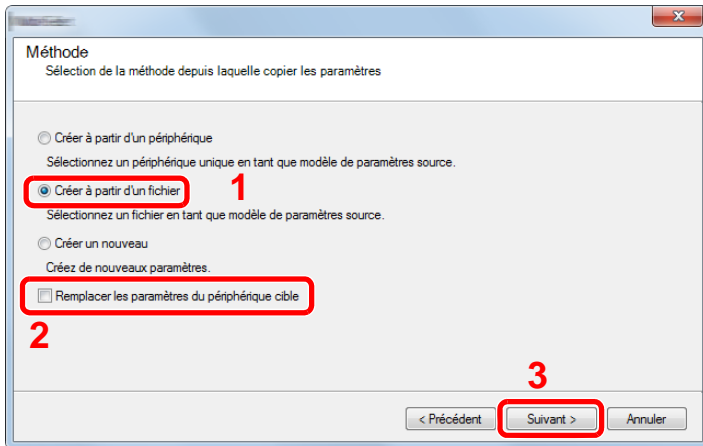 Méthode
Sélection de la méthode depuis laquelle copier les paramètres
Créer à partir d'un périphérique
Sélectionnez un périphérique unique en tant que modèle de paramètres source.
Créer à partir d'un fichier
1
Sélectionnez un fichier en tant que modèle de paramètres source.
Créer un nouveau
Créez de nouveaux paramètres.
Remplacer les paramètres du périphérique cible
2
3
< Précédent
Suivant >
Annuler